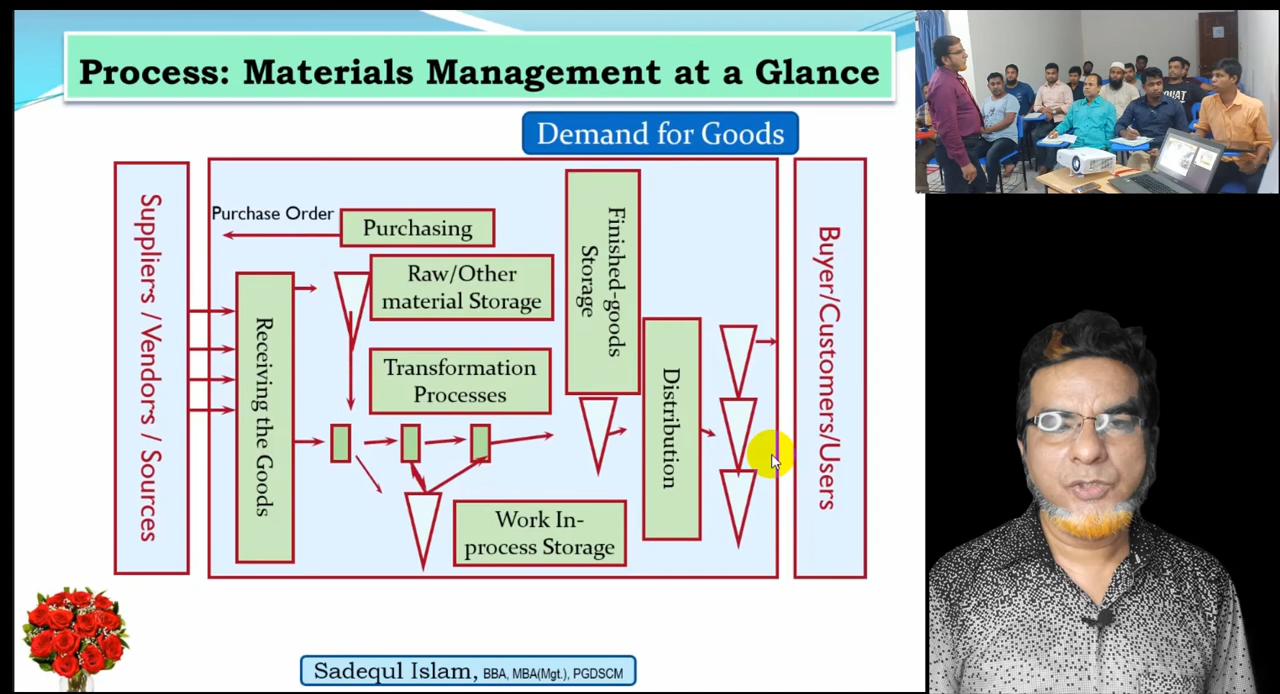 Process: Materials Management at a Glance
Demand for Goods
Suppliers / Vendors / Sources
Purchase Order
Purchasing
Raw/Other
material Storage
Receiving the Goods
Transformation
Processes
Work In-
process Storage
Finished-goods
Storage
Distribution
Buyer/Customers/Users
Sadequl Islam, BBA, MBA(Mgt.), PGDSCM